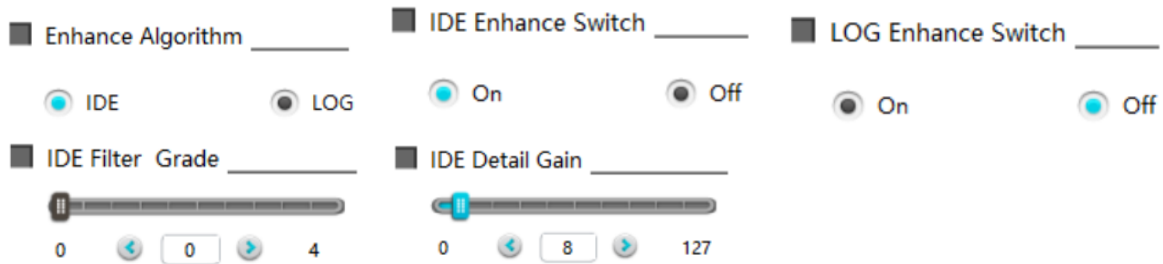 Enhance Algorithm
IDE
LOG
IDE Filter Grade
0
0
4
IDE Enhance Switch
On
Off
IDE Detail Gain
0
8
127
LOG Enhance Switch
On
Off